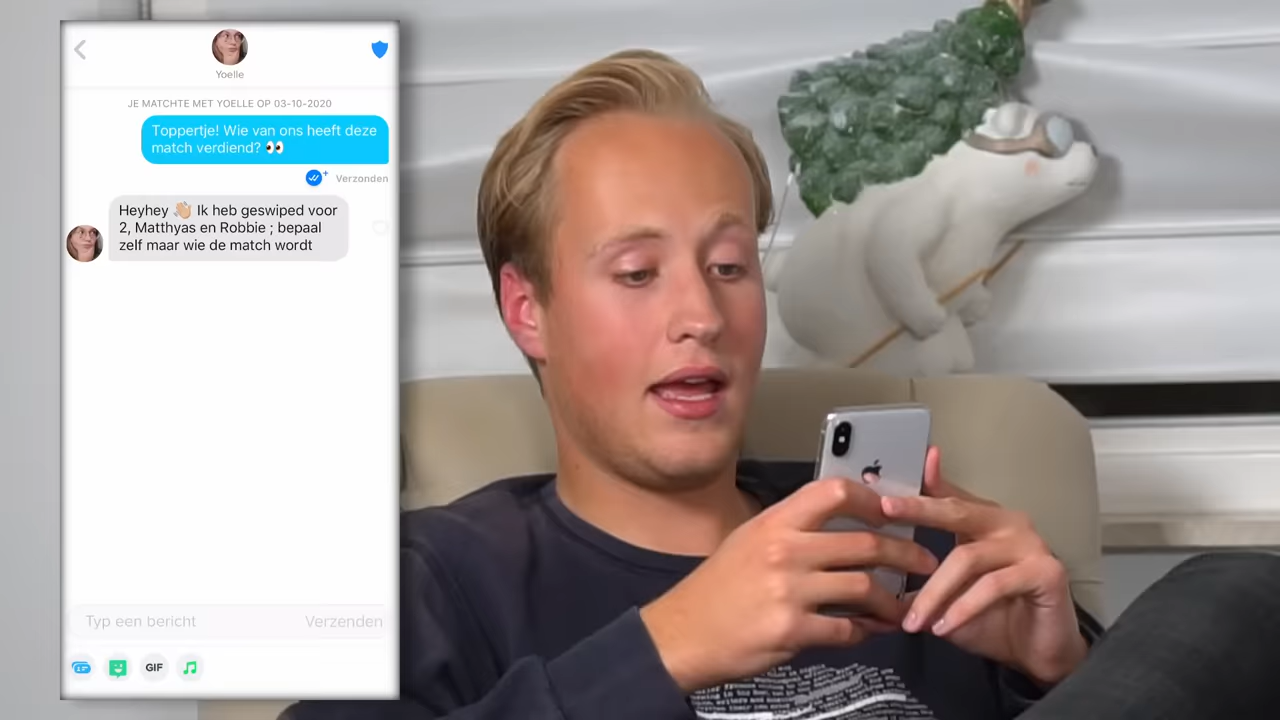 Yoelle
JE MATCHTE MET YOELLE OP 03-10-2020
Toppertje! Wie van ons heeft deze
match verdiend? 👀
Verzonden
Heyhey 👋🏼 Ik heb geswiped voor
2, Matthyas en Robbie ; bepaal
zelf maar wie de match wordt
Typ een bericht
Verzenden
GIF